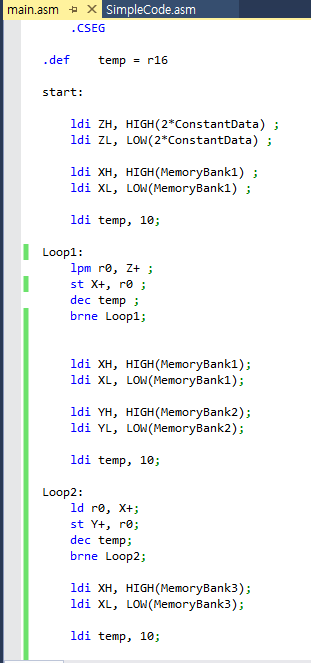 main.asm SimpleCode.asm
.CSEG
.def temp = r16
start:
ldi ZH, HIGH(2*ConstantData) ;
ldi ZL, LOW(2*ConstantData) ;
ldi XH, HIGH(MemoryBank1) ;
ldi XL, LOW(MemoryBank1) ;
ldi temp, 10;
Loop1:
lpm r0, Z+ ;
st X+, r0 ;
dec temp ;
brne Loop1;
ldi XH, HIGH(MemoryBank1);
ldi XL, LOW(MemoryBank1);
ldi YH, HIGH(MemoryBank2);
ldi YL, LOW(MemoryBank2);
ldi temp, 10;
Loop2:
ld r0, X+;
st Y+, r0;
dec temp;
brne Loop2;
ldi XH, HIGH(MemoryBank3);
ldi XL, LOW(MemoryBank3);
ldi temp, 10;